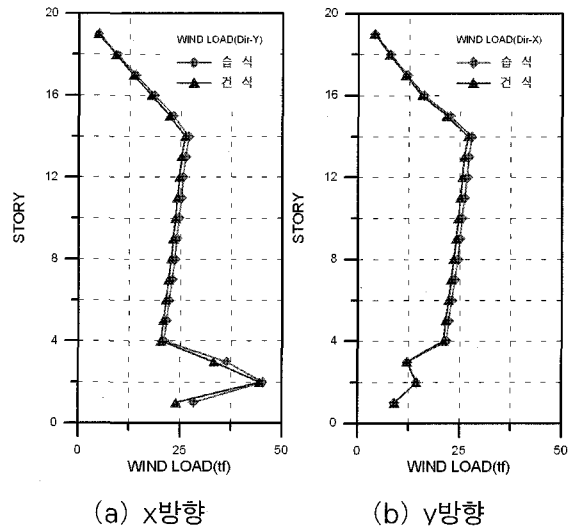 20
16
12
8
4
0
STORY
WIND LOAD(Dir-Y)
습 식
건 식
0
25
50
WIND LOAD(tf)
(a) x방향
20
16
12
8
4
0
STORY
WIND LOAD(Dir-X)
습 식
건 식
0
25
50
WIND LOAD(tf)
(b) y방향